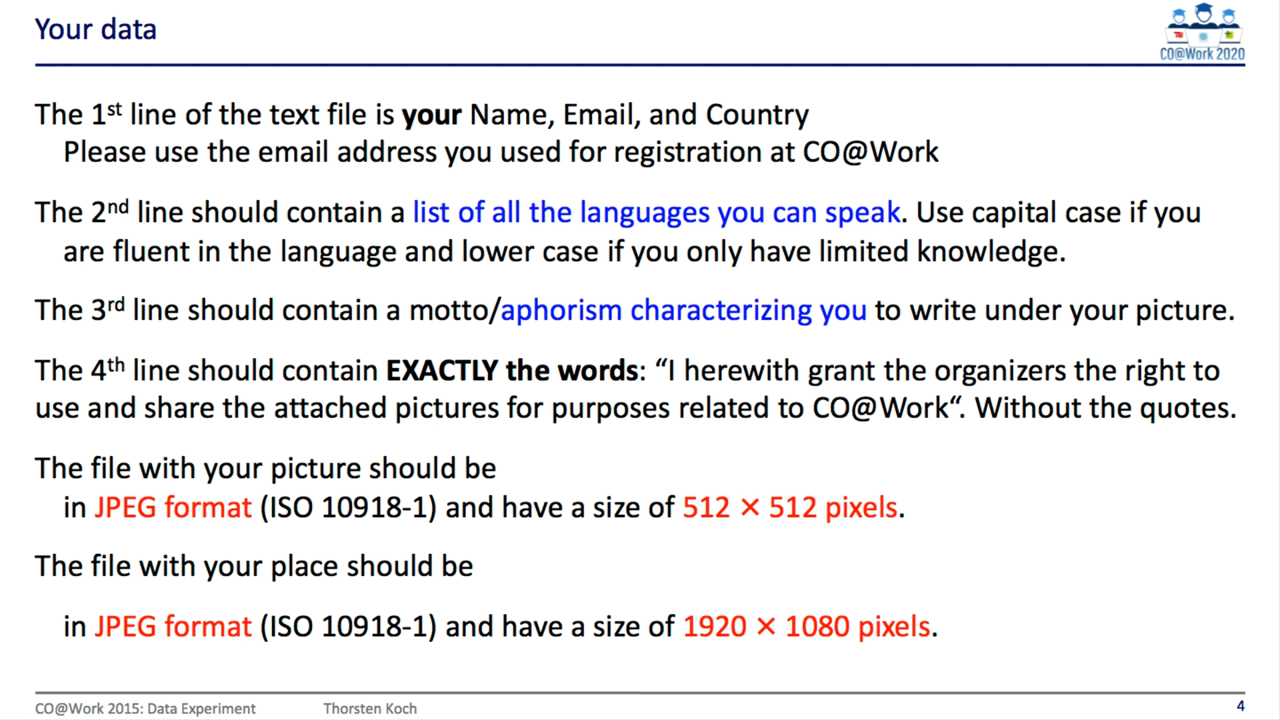 Your data
CO@Work 2020
The 1st line of the text file is your Name, Email, and Country
Please use the email address you used for registration at CO@Work
The 2nd line should contain a list of all the languages you can speak. Use capital case if you
are fluent in the language and lower case if you only have limited knowledge.
The 3rd line should contain a motto/aphorism characterizing you to write under your picture.
The 4th line should contain EXACTLY the words: “I herewith grant the organizers the right to
use and share the attached pictures for purposes related to CO@Work“. Without the quotes.
The file with your picture should be
in JPEG format (ISO 10918-1) and have a size of 512 × 512 pixels.
The file with your place should be
in JPEG format (ISO 10918-1) and have a size of 1920 × 1080 pixels.
CO@Work 2015: Data Experiment Thorsten Koch 4